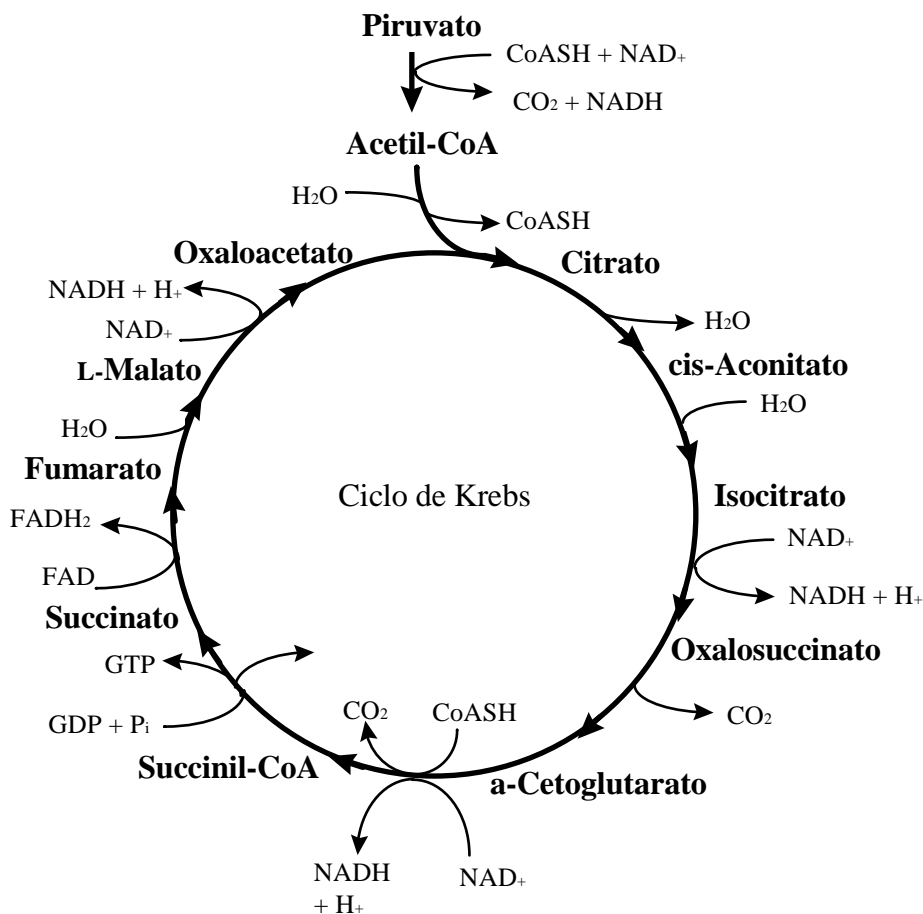 Piruvato
CoASH + NAD+
CO2 + NADH
Acetil-CoA
H2O
CoASH
Oxaloacetato
Citrato
NADH + H+
H2O
NAD+
cis-Aconitato
L-Malato
H2O
H2O
Fumarato
Ciclo de Krebs
Isocitrato
FADH2
NAD+
FAD
NADH + H+
Succinato
Oxalosuccinato
GTP
CO2
CoASH
CO2
GDP + Pi
Succinil-CoA
a-Cetoglutarato
NADH
+ H+
NAD+